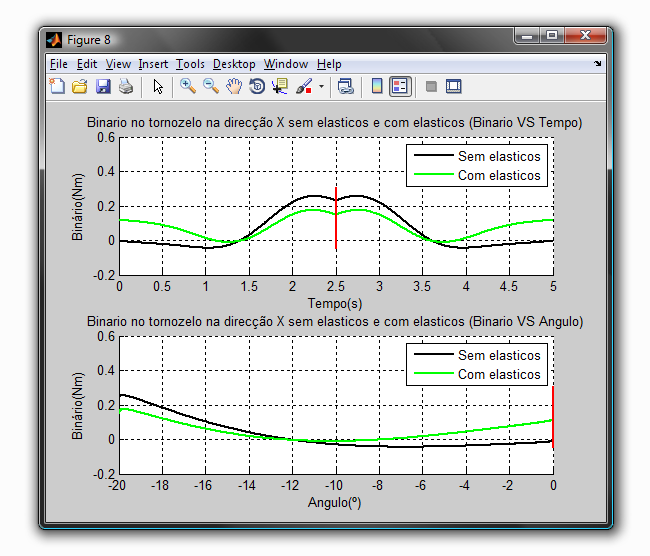 Figure 8
File Edit View Insert Tools Desktop Window Help
Binario no tornozelo na direcção X sem elasticos e com elasticos (Binario VS Tempo)
0.6
0.4
0.2
0
-0.2
Binário(Nm)
Sem elasticos
Com elasticos
0 0.5 1 1.5 2 2.5 3 3.5 4 4.5 5
Tempo(s)
Binario no tornozelo na direcção X sem elasticos e com elasticos (Binario VS Angulo)
0.6
0.4
0.2
0
-0.2
Binário(Nm)
Sem elasticos
Com elasticos
-20 -18 -16 -14 -12 -10 -8 -6 -4 -2 0
Angulo(º)